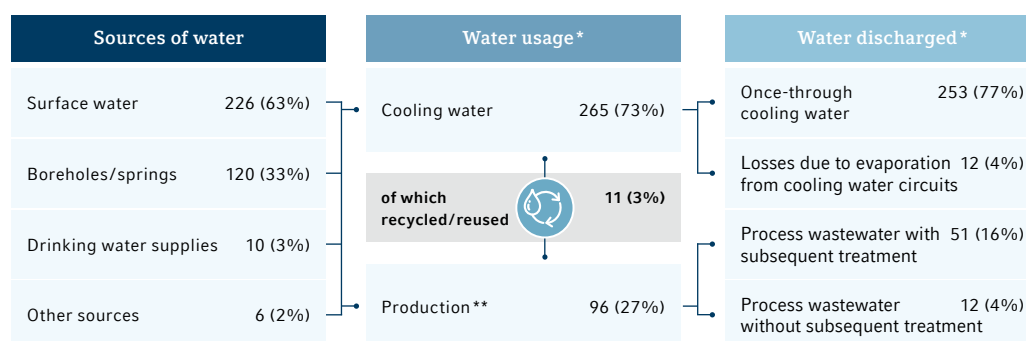 Sources of water
Surface water 226 (63%)
Boreholes/springs 120 (33%)
Drinking water supplies 10 (3%)
Other sources 6 (2%)
Water usage*
Cooling water 265 (73%)
of which
recycled/reused 11 (3%)
Production** 96 (27%)
Water discharged*
Once-through 253 (77%)
cooling water
Losses due to evaporation 12 (4%)
from cooling water circuits
Process wastewater with 51 (16%)
subsequent treatment
Process wastewater 12 (4%)
without subsequent treatment